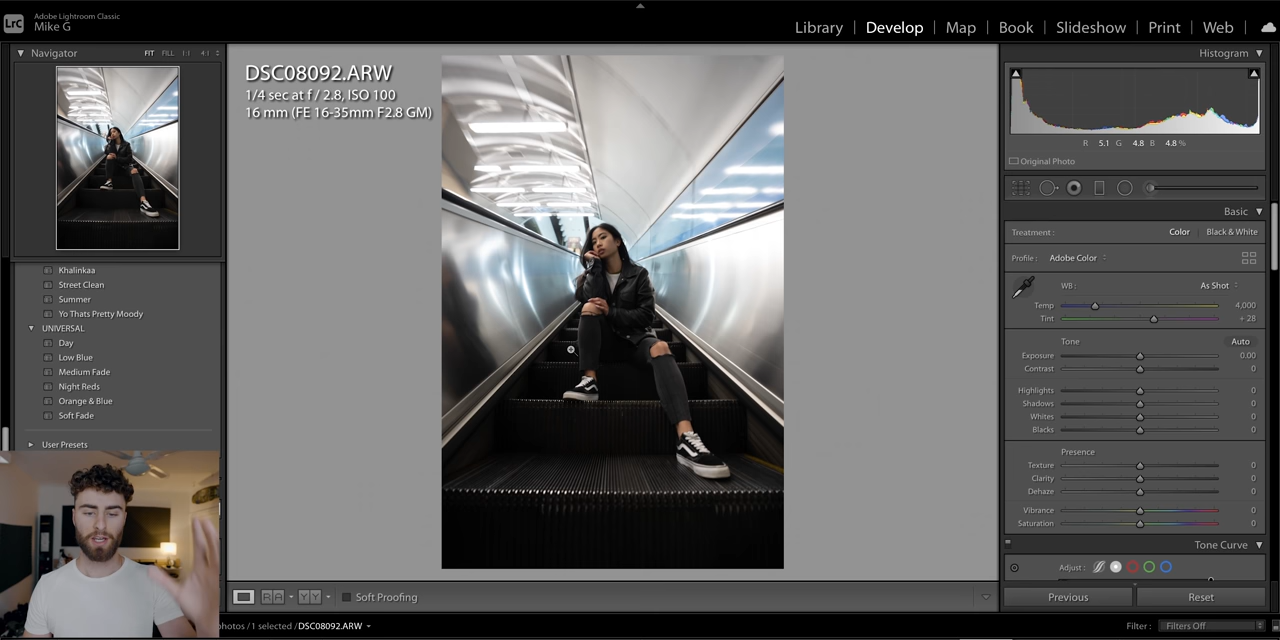 LrC
Adobe Lightroom Classic
Mike G
Library | Develop | Map | Book | Slideshow | Print | Web
Navigator FIT FILL 1:1 4:1
Khalinkaa
Street Clean
Summer
Yo Thats Pretty Moody
UNIVERSAL
Day
Low Blue
Medium Fade
Night Reds
Orange & Blue
Soft Fade
User Presets
DSC08092.ARW
1/4 sec at f / 2.8, ISO 100
16 mm (FE 16-35mm F2.8 GM)
Soft Proofing
photos / 1 selected / DSC08092.ARW
Histogram
R 5.1 G 4.8 B 4.8 %
Original Photo
Basic
Treatment : Color | Black & White
Profile : Adobe Color
WB : As Shot
Temp 4,000
Tint + 28
Tone Auto
Exposure 0.00
Contrast 0
Highlights 0
Shadows 0
Whites 0
Blacks 0
Presence
Texture 0
Clarity 0
Dehaze 0
Vibrance 0
Saturation 0
Tone Curve
Adjust :
Previous Reset
Filter : Filters Off